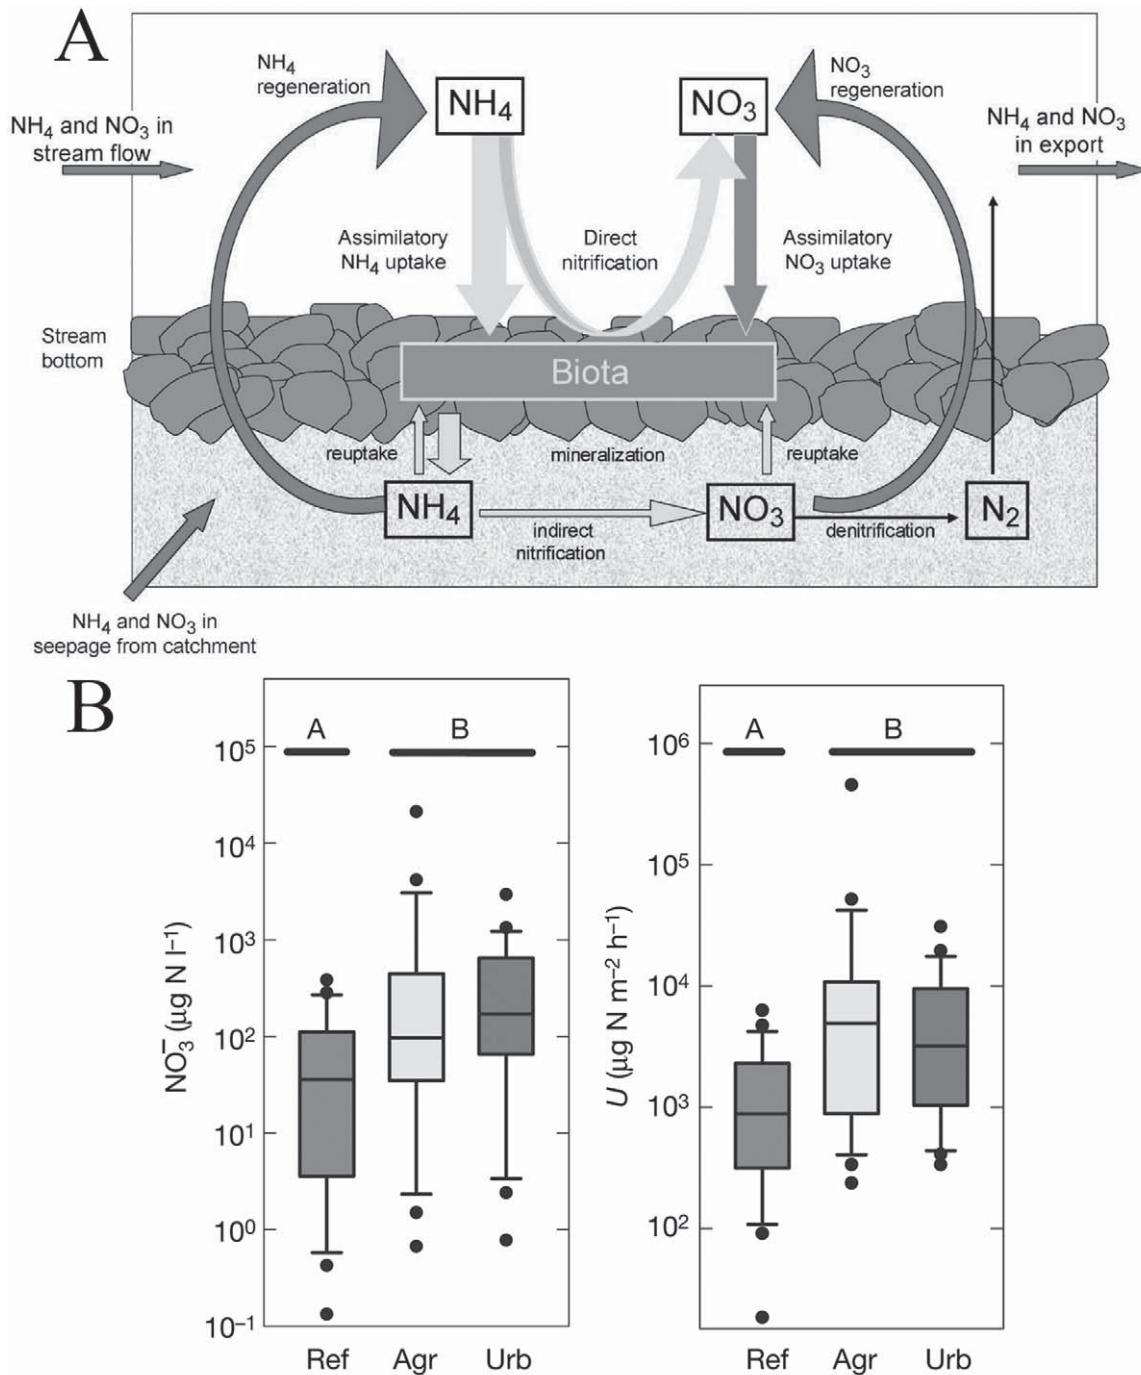 A
NH4
regeneration
NH4
NO3
NO3
regeneration
NH4 and NO3 in
stream flow
NH4 and NO3
in export
Assimilatory
NH4 uptake
Direct
nitrification
Assimilatory
NO3 uptake
Stream
bottom
Biota
reuptake
mineralization
reuptake
NH4
indirect
nitrification
NO3
denitrification
N2
NH4 and NO3 in
seepage from catchment
B
NO3− (µg N l−1)
10^5
10^4
10^3
10^2
10^1
10^0
10^−1
A
B
Ref
Agr
Urb
U (µg N m−2 h−1)
10^6
10^5
10^4
10^3
10^2
A
B
Ref
Agr
Urb